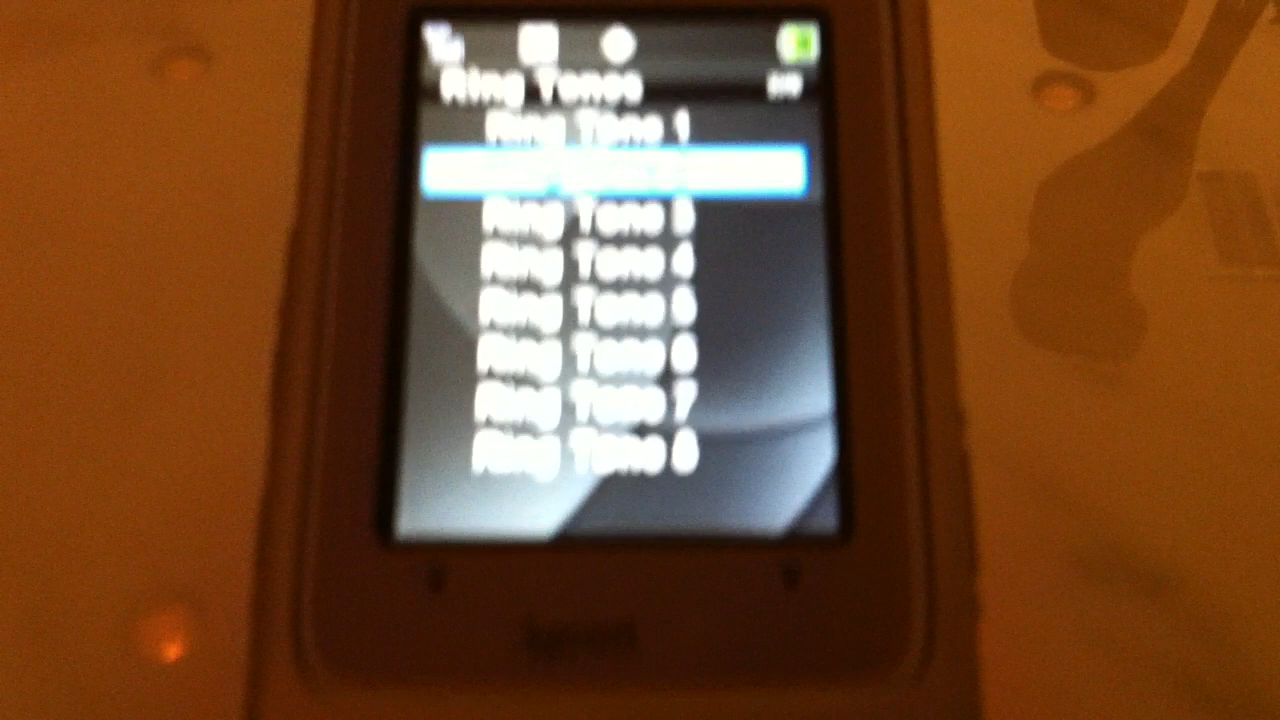 Ring Tones
Ring Tone 1
Ring Tone 3
Ring Tone 4
Ring Tone 5
Ring Tone 6
Ring Tone 7
Ring Tone 8